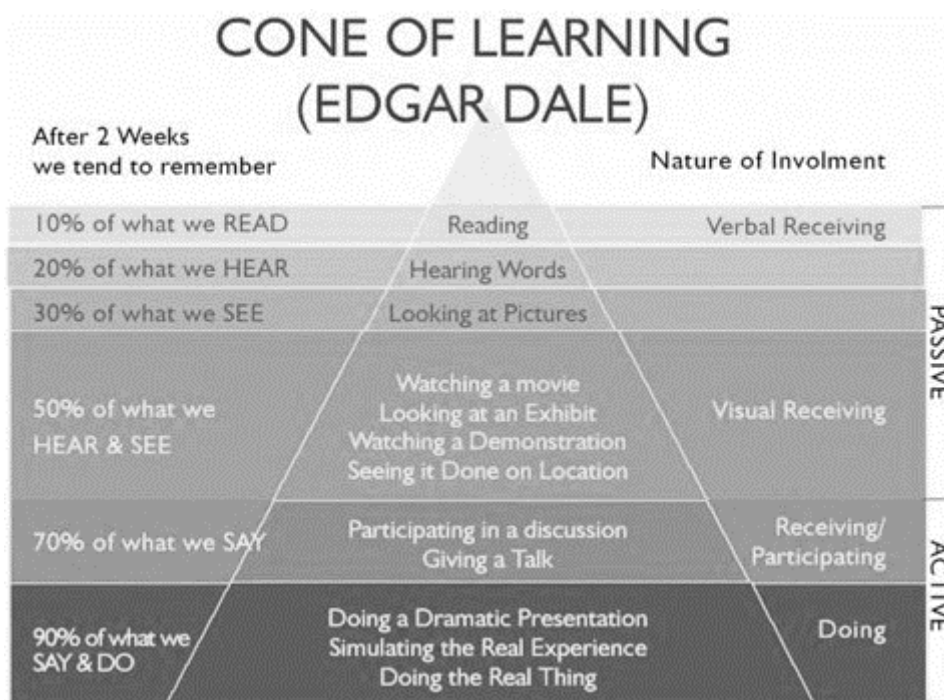 CONE OF LEARNING
(EDGAR DALE)
After 2 Weeks
we tend to remember
Nature of Involment
10% of what we READ
Reading
Verbal Receiving
20% of what we HEAR
Hearing Words
30% of what we SEE
Looking at Pictures
50% of what we
HEAR & SEE
Watching a movie
Looking at an Exhibit
Watching a Demonstration
Seeing it Done on Location
Visual Receiving
PASSIVE
70% of what we SAY
Participating in a discussion
Giving a Talk
Receiving/
Participating
90% of what we
SAY & DO
Doing a Dramatic Presentation
Simulating the Real Experience
Doing the Real Thing
Doing
ACTIVE